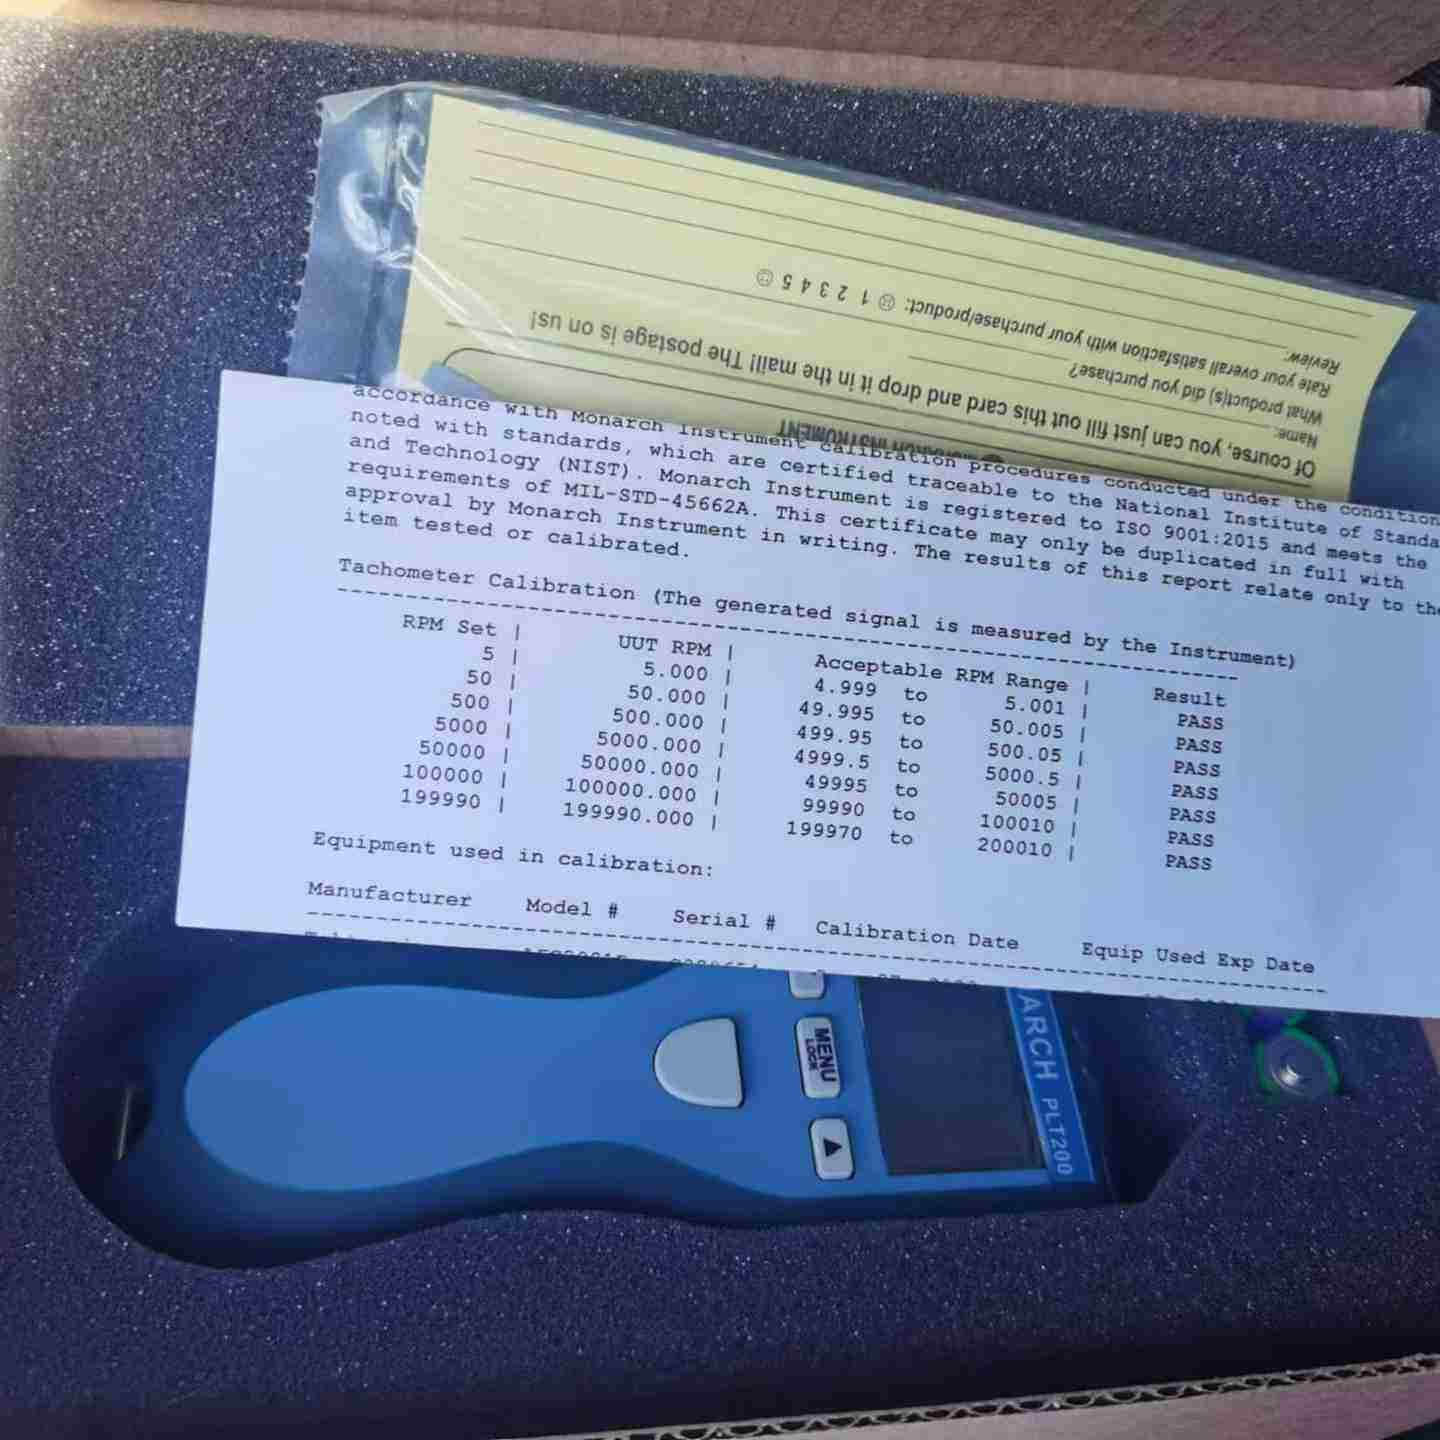 Of course, you can just fill out this card and drop it in the mail! The postage is on us!
Name:
What product(s) did you purchase?
Rate your overall satisfaction with your purchase/product: ☹ 1 2 3 4 5 ☺
Review:
accordance with Monarch Instrument calibration procedures conducted under the condition
noted with standards, which are certified traceable to the National Institute of Standa
and Technology (NIST). Monarch Instrument is registered to ISO 9001:2015 and meets the
requirements of MIL-STD-45662A. This certificate may only be duplicated in full with
approval by Monarch Instrument in writing. The results of this report relate only to the
item tested or calibrated.
Tachometer Calibration (The generated signal is measured by the Instrument)
RPM Set | UUT RPM | Acceptable RPM Range | Result
5 | 5.000 | 4.999 to 5.001 | PASS
50 | 50.000 | 49.995 to 50.005 | PASS
500 | 500.000 | 499.95 to 500.05 | PASS
5000 | 5000.000 | 4999.5 to 5000.5 | PASS
50000 | 50000.000 | 49995 to 50005 | PASS
100000 | 100000.000 | 99990 to 100010 | PASS
199990 | 199990.000 | 199970 to 200010 | PASS
Equipment used in calibration:
Manufacturer Model # Serial # Calibration Date Equip Used Exp Date
MENU
LOCK
▲
ARCH PLT200